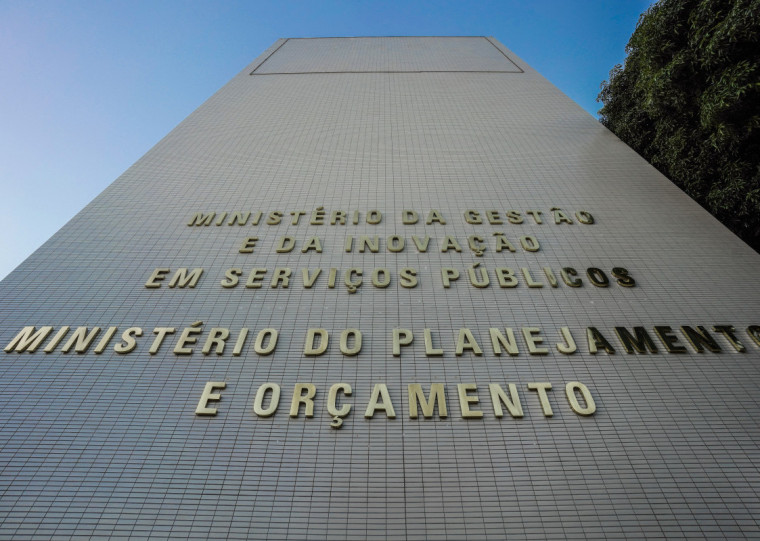 MINISTÉRIO DA GESTÃO
E DA INOVAÇÃO
EM SERVIÇOS PÚBLICOS
MINISTÉRIO DO PLANEJAMENTO
E ORÇAMENTO